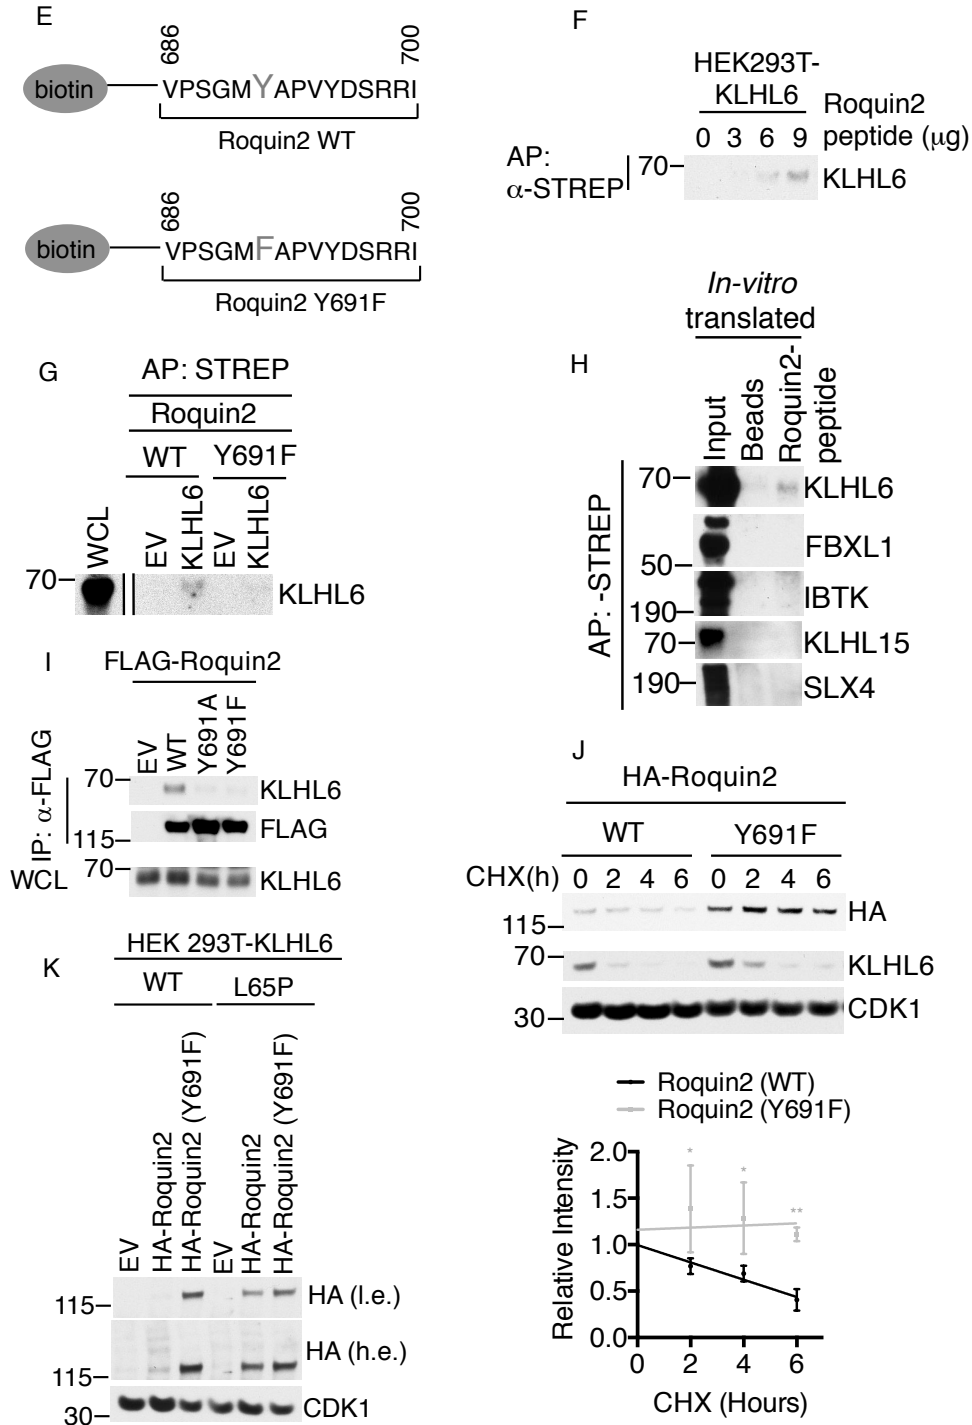 E
686
700
biotin
VPSGMYAPVYDSRRI
Roquin2 WT
686
700
biotin
VPSGMFAPVYDSRRI
Roquin2 Y691F
F
HEK293T-
KLHL6
Roquin2
0 3 6 9
peptide (μg)
AP:
α-STREP
70
KLHL6
G
AP: STREP
Roquin2
WT
Y691F
WCL
EV
KLHL6
EV
KLHL6
70
KLHL6
H
In-vitro
translated
Input
Beads
Roquin2-
peptide
AP: -STREP
70
KLHL6
FBXL1
50
IBTK
190
70
KLHL15
190
SLX4
I
FLAG-Roquin2
EV
WT
Y691A
Y691F
IP: α-FLAG
70
KLHL6
FLAG
115
WCL
70
KLHL6
J
HA-Roquin2
WT
Y691F
CHX(h) 0 2 4 6 0 2 4 6
HA
115
70
KLHL6
30
CDK1
Roquin2 (WT)
Roquin2 (Y691F)
Relative Intensity
2.0
1.5
1.0
0.5
0.0
* * **
0 2 4 6
CHX (Hours)
K
HEK 293T-KLHL6
WT
L65P
EV
HA-Roquin2
HA-Roquin2 (Y691F)
EV
HA-Roquin2
HA-Roquin2 (Y691F)
115
HA (l.e.)
HA (h.e.)
115
30
CDK1